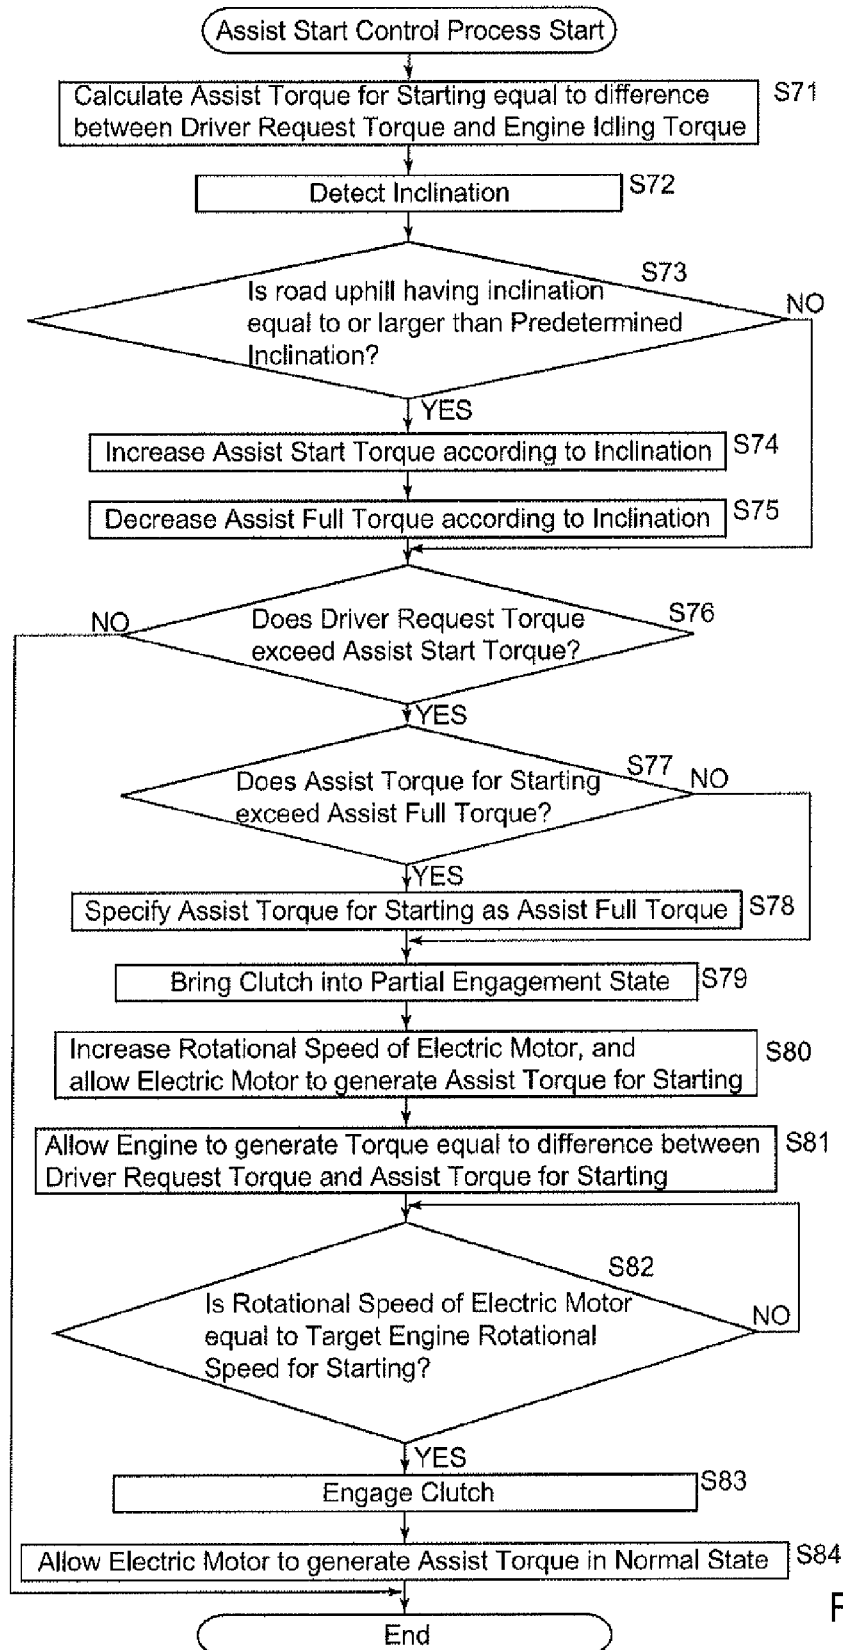 Assist Start Control Process Start
Calculate Assist Torque for Starting equal to difference
between Driver Request Torque and Engine Idling Torque
S71
Detect Inclination
S72
S73
Is road uphill having inclination
equal to or larger than Predetermined
Inclination?
NO
YES
Increase Assist Start Torque according to Inclination
S74
Decrease Assist Full Torque according to Inclination
S75
NO
Does Driver Request Torque
exceed Assist Start Torque?
S76
YES
S77
Does Assist Torque for Starting
exceed Assist Full Torque?
NO
YES
Specify Assist Torque for Starting as Assist Full Torque
S78
Bring Clutch into Partial Engagement State
S79
Increase Rotational Speed of Electric Motor, and
allow Electric Motor to generate Assist Torque for Starting
S80
Allow Engine to generate Torque equal to difference between
Driver Request Torque and Assist Torque for Starting
S81
S82
Is Rotational Speed of Electric Motor
equal to Target Engine Rotational
Speed for Starting?
NO
YES
Engage Clutch
S83
Allow Electric Motor to generate Assist Torque in Normal State
S84
End